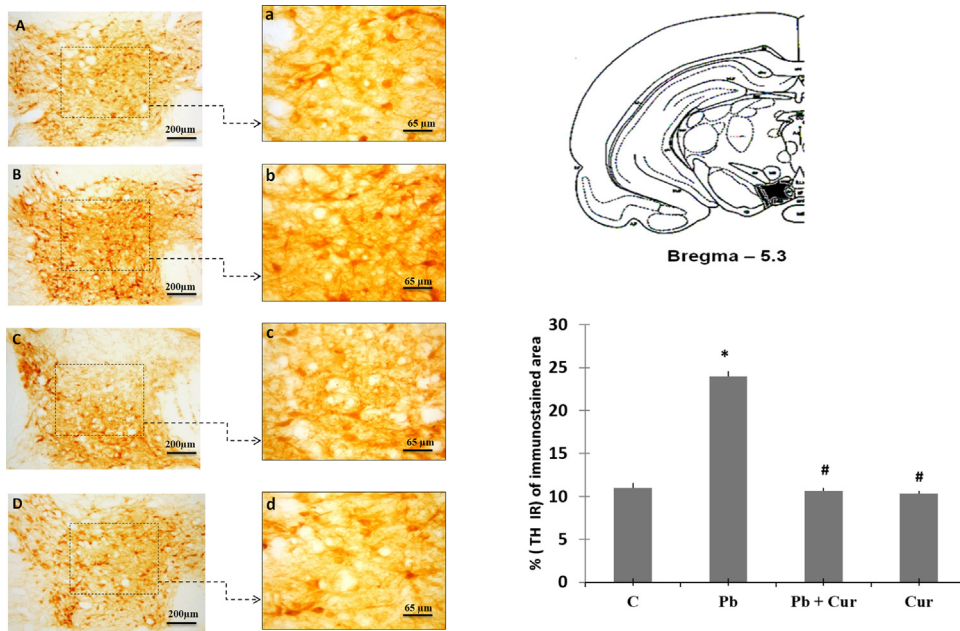 A
200µm
a
65 µm
B
200µm
b
65 µm
C
200µm
c
65 µm
D
200µm
d
65 µm
Bregma – 5.3
% ( TH IR) of immunostained area
30
25
20
15
10
5
0
*
#
#
C
Pb
Pb + Cur
Cur